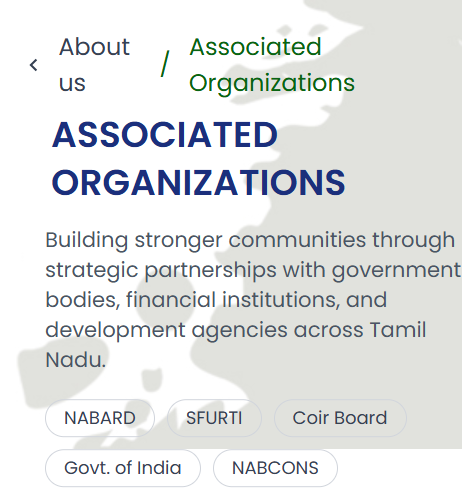 About us / Associated Organizations
ASSOCIATED
ORGANIZATIONS
Building stronger communities through
strategic partnerships with government
bodies, financial institutions, and
development agencies across Tamil
Nadu.
NABARD SFURTI Coir Board
Govt. of India NABCONS